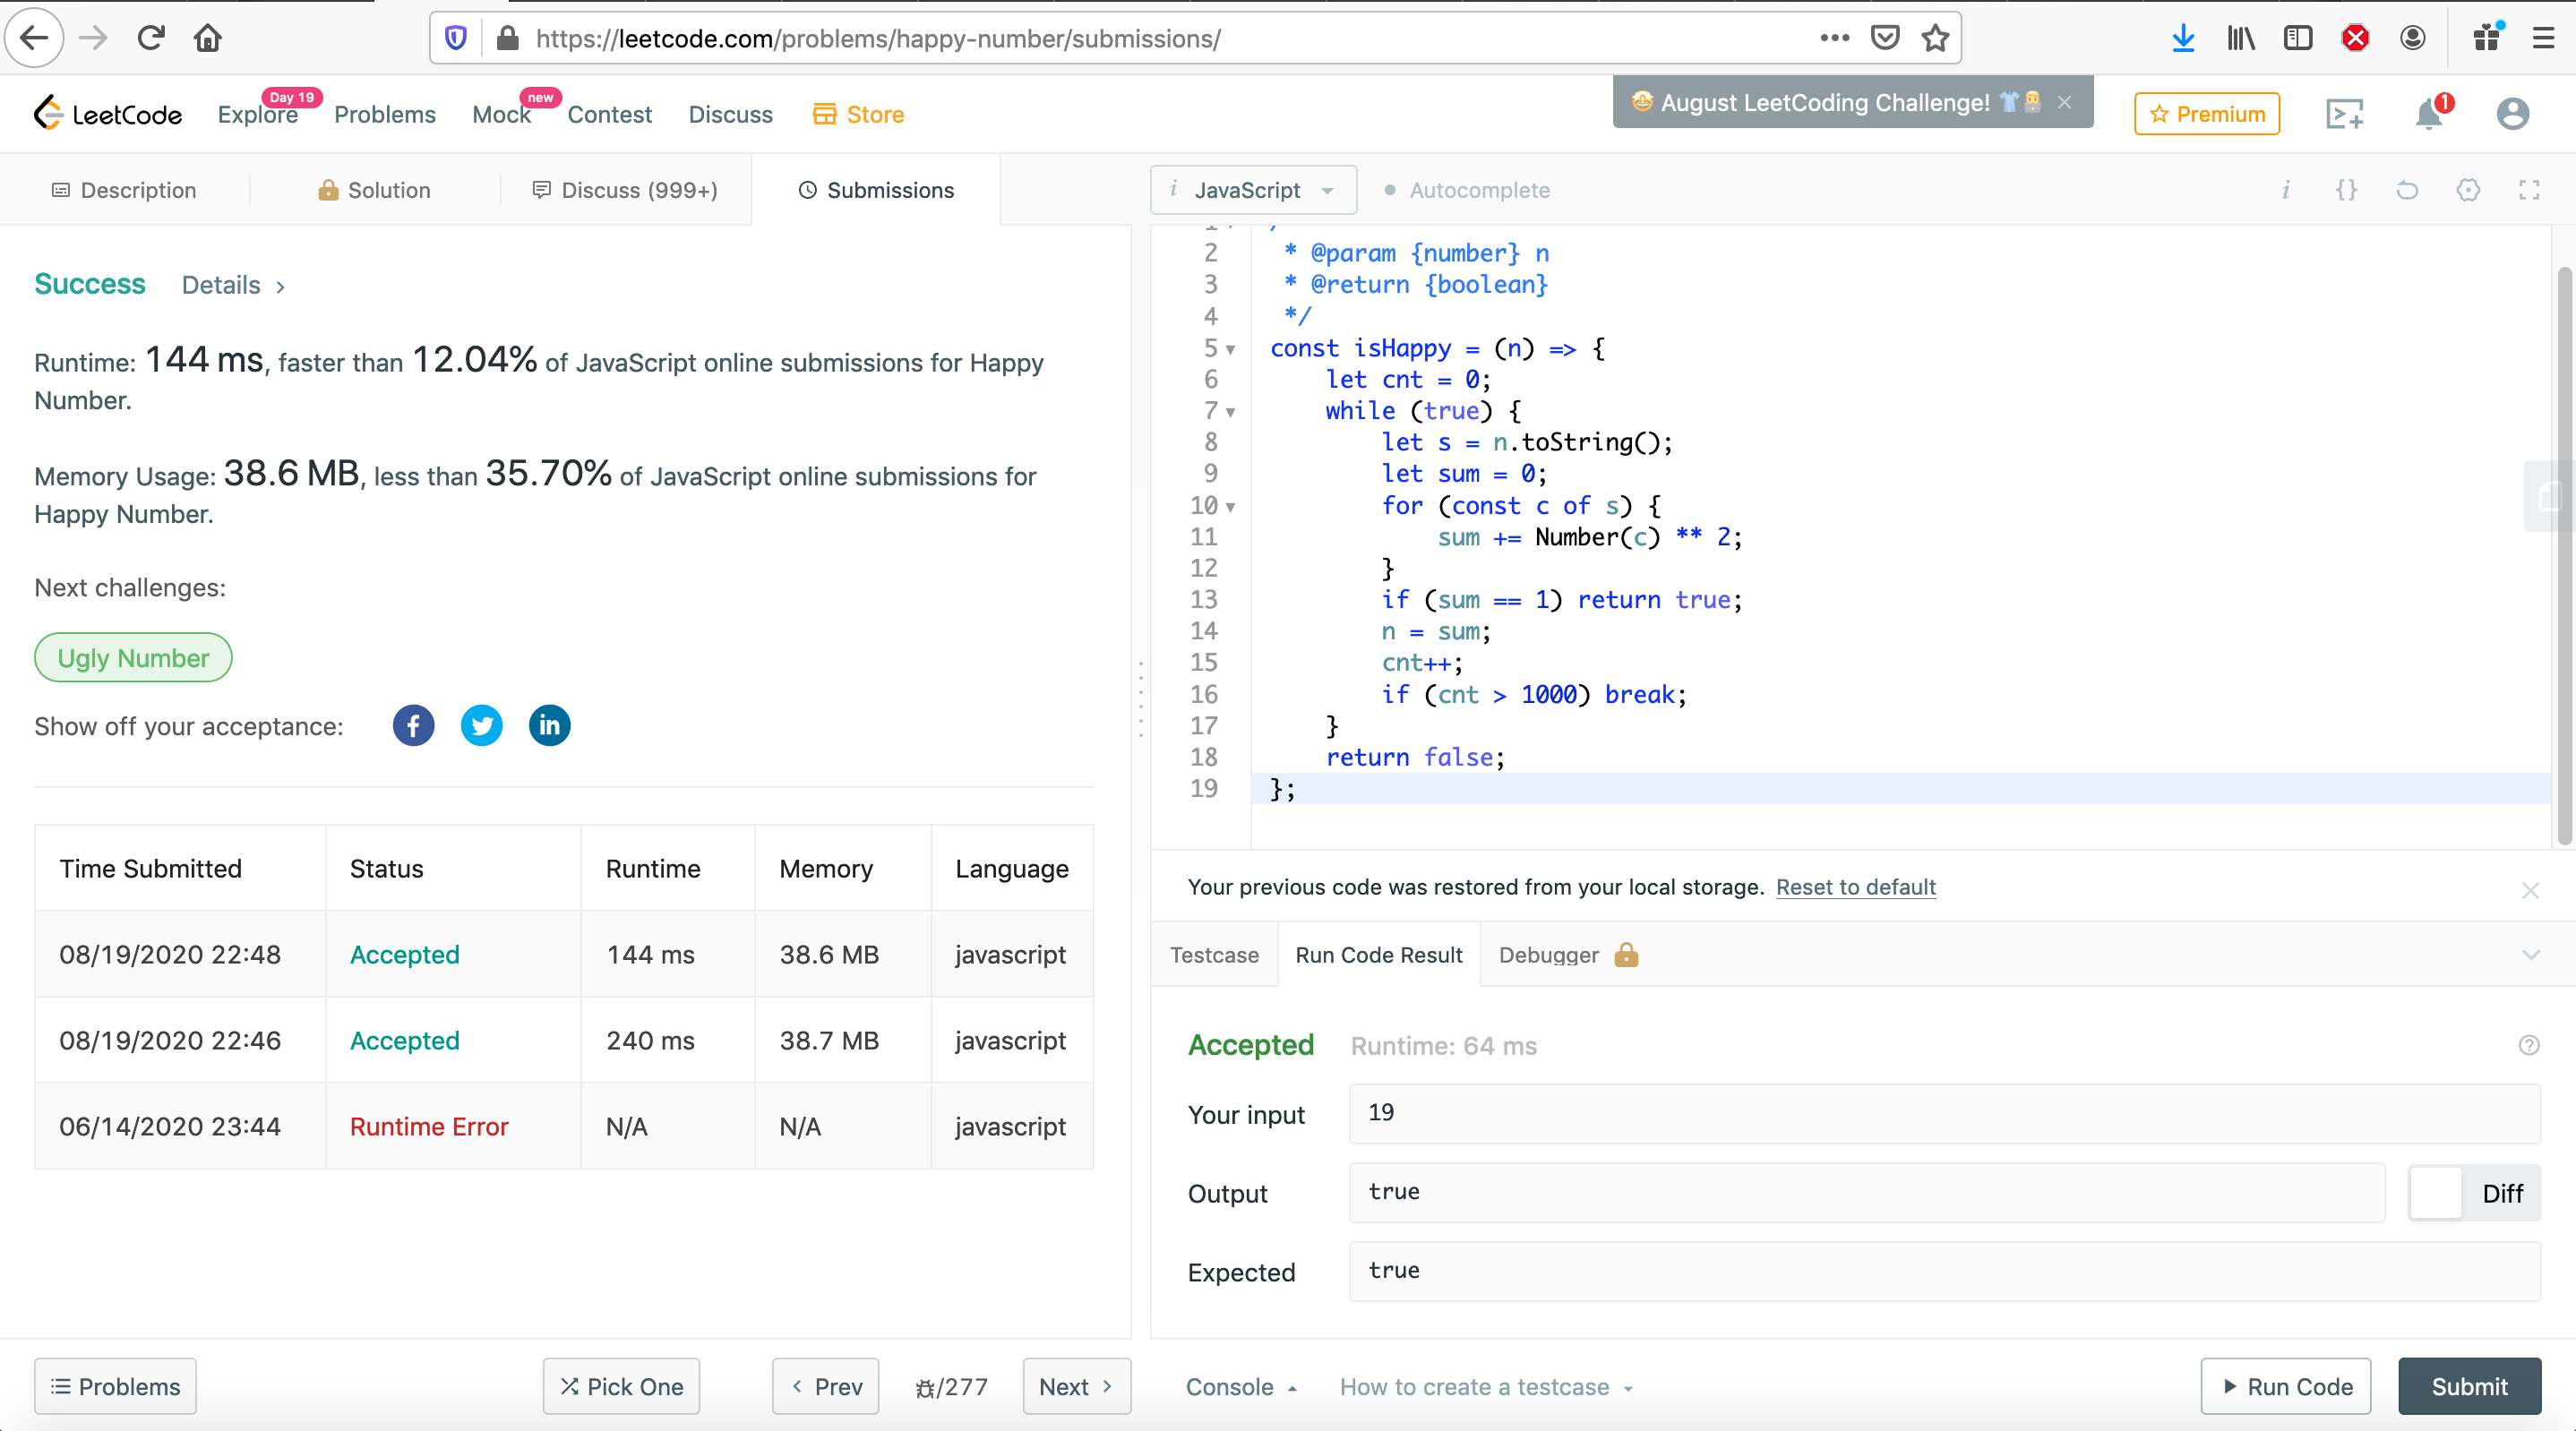 https://leetcode.com/problems/happy-number/submissions/
LeetCode
Explore
Day 19
Problems
Mock
new
Contest
Discuss
Store
August LeetCoding Challenge!
Premium
1
Description
Solution
Discuss (999+)
Submissions
i JavaScript
Autocomplete
i {}
Success Details >
Runtime: 144 ms, faster than 12.04% of JavaScript online submissions for Happy
Number.
Memory Usage: 38.6 MB, less than 35.70% of JavaScript online submissions for
Happy Number.
Next challenges:
Ugly Number
Show off your acceptance:
f
in
Time Submitted Status Runtime Memory Language
08/19/2020 22:48 Accepted 144 ms 38.6 MB javascript
08/19/2020 22:46 Accepted 240 ms 38.7 MB javascript
06/14/2020 23:44 Runtime Error N/A N/A javascript
Problems
Pick One
< Prev
/277
Next >
2 * @param {number} n
3 * @return {boolean}
4 */
5 const isHappy = (n) => {
6 let cnt = 0;
7 while (true) {
8 let s = n.toString();
9 let sum = 0;
10 for (const c of s) {
11 sum += Number(c) ** 2;
12 }
13 if (sum == 1) return true;
14 n = sum;
15 cnt++;
16 if (cnt > 1000) break;
17 }
18 return false;
19 };
Your previous code was restored from your local storage. Reset to default
Testcase
Run Code Result
Debugger
Accepted Runtime: 64 ms
?
Your input 19
Output true
Diff
Expected true
Console
How to create a testcase
Run Code
Submit